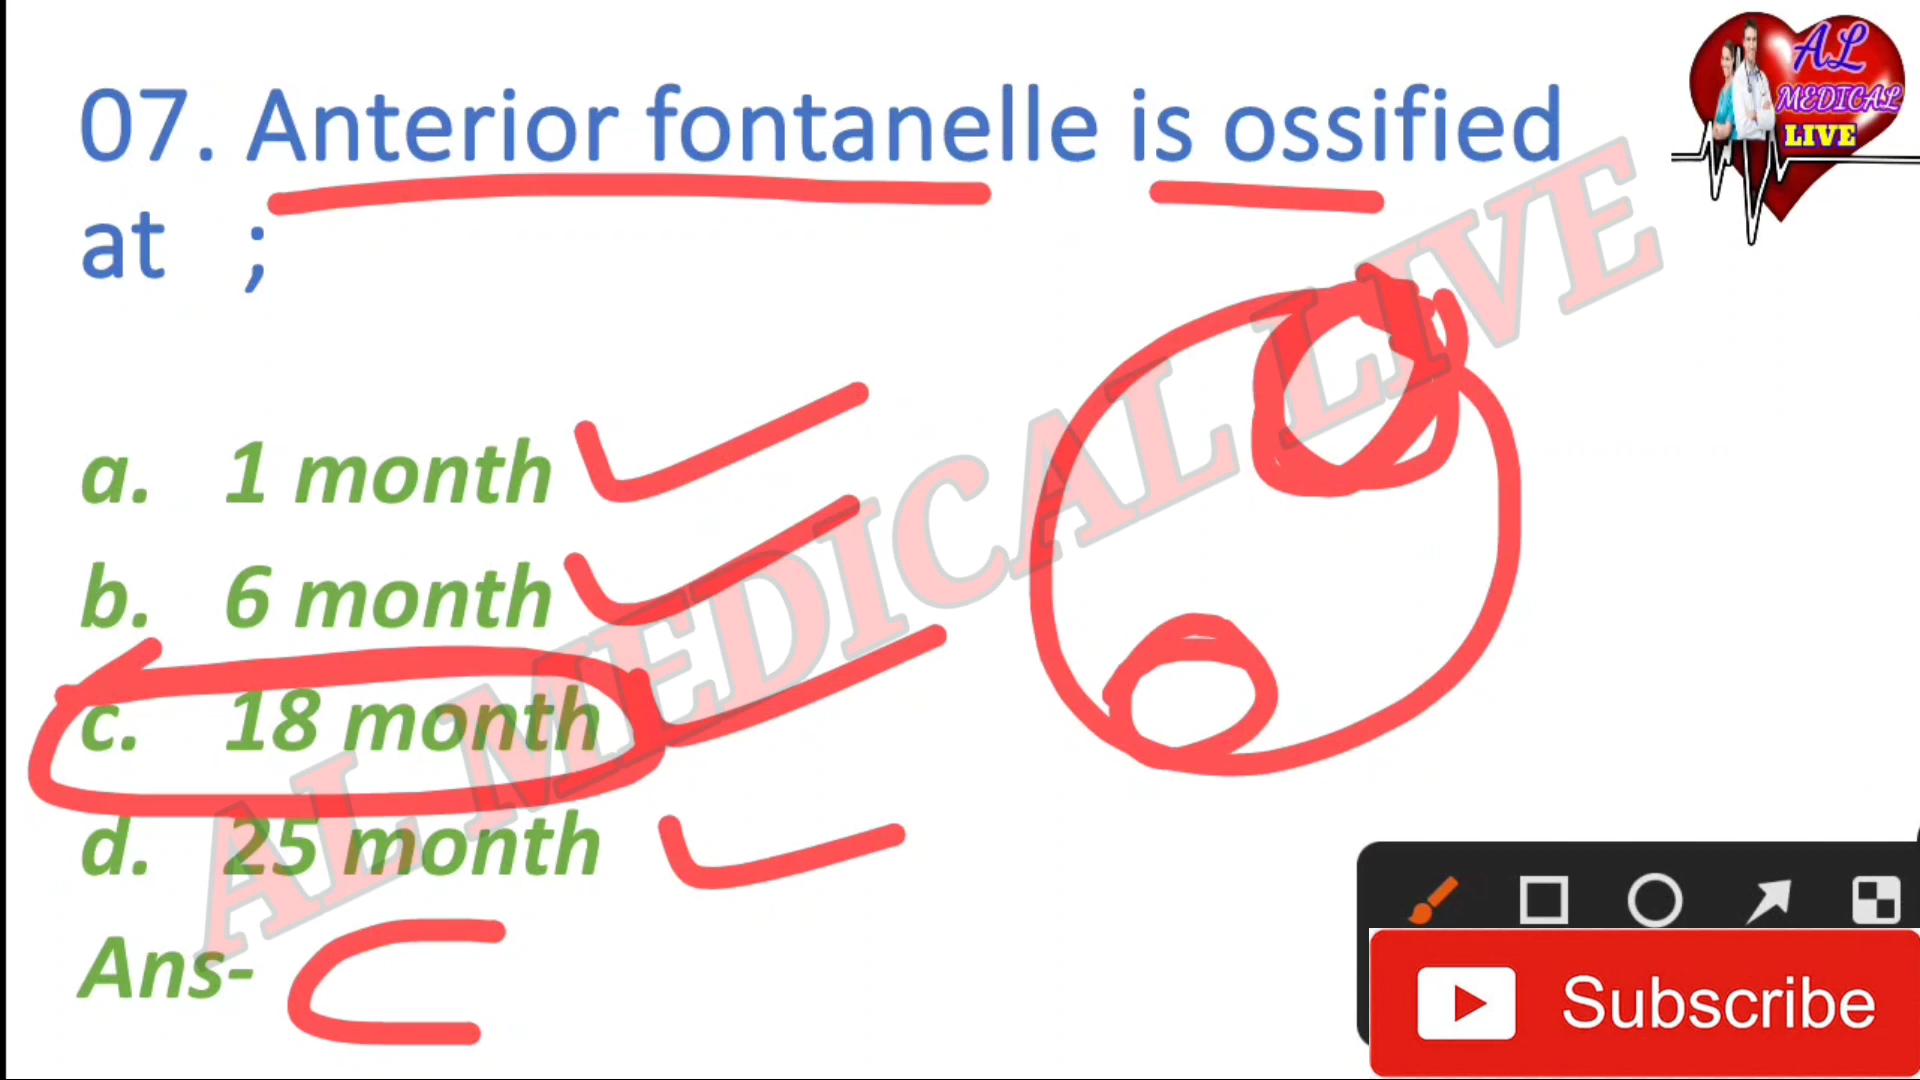 07. Anterior fontanelle is ossified
at ;
a. 1 month
b. 6 month
c. 18 month
d. 25 month
Ans- C
AL MEDICAL LIVE
AL
MEDICAL
LIVE
Subscribe